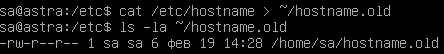 sa@astra:/etc$ cat /etc/hostname > ~/hostname.old
sa@astra:/etc$ ls -la ~/hostname.old
-rw-r--r-- 1 sa sa 6 фев 19 14:28 /home/sa/hostname.old